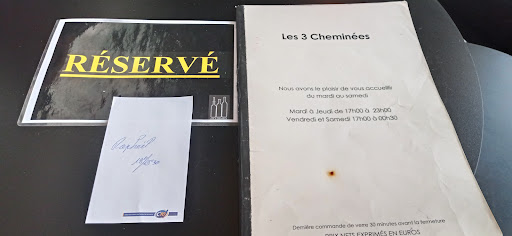 RÉSERVÉ
Les 3 Cheminées
Nous avons le plaisir de vous accueillir
du mardi au samedi
Mardi à Jeudi de 17h00 à 23h00
Vendredi et Samedi 17h00 à 00h30
Dernière commande de verre 30 minutes avant la fermeture
PRIX NETS EXPRIMÉS EN EUROS